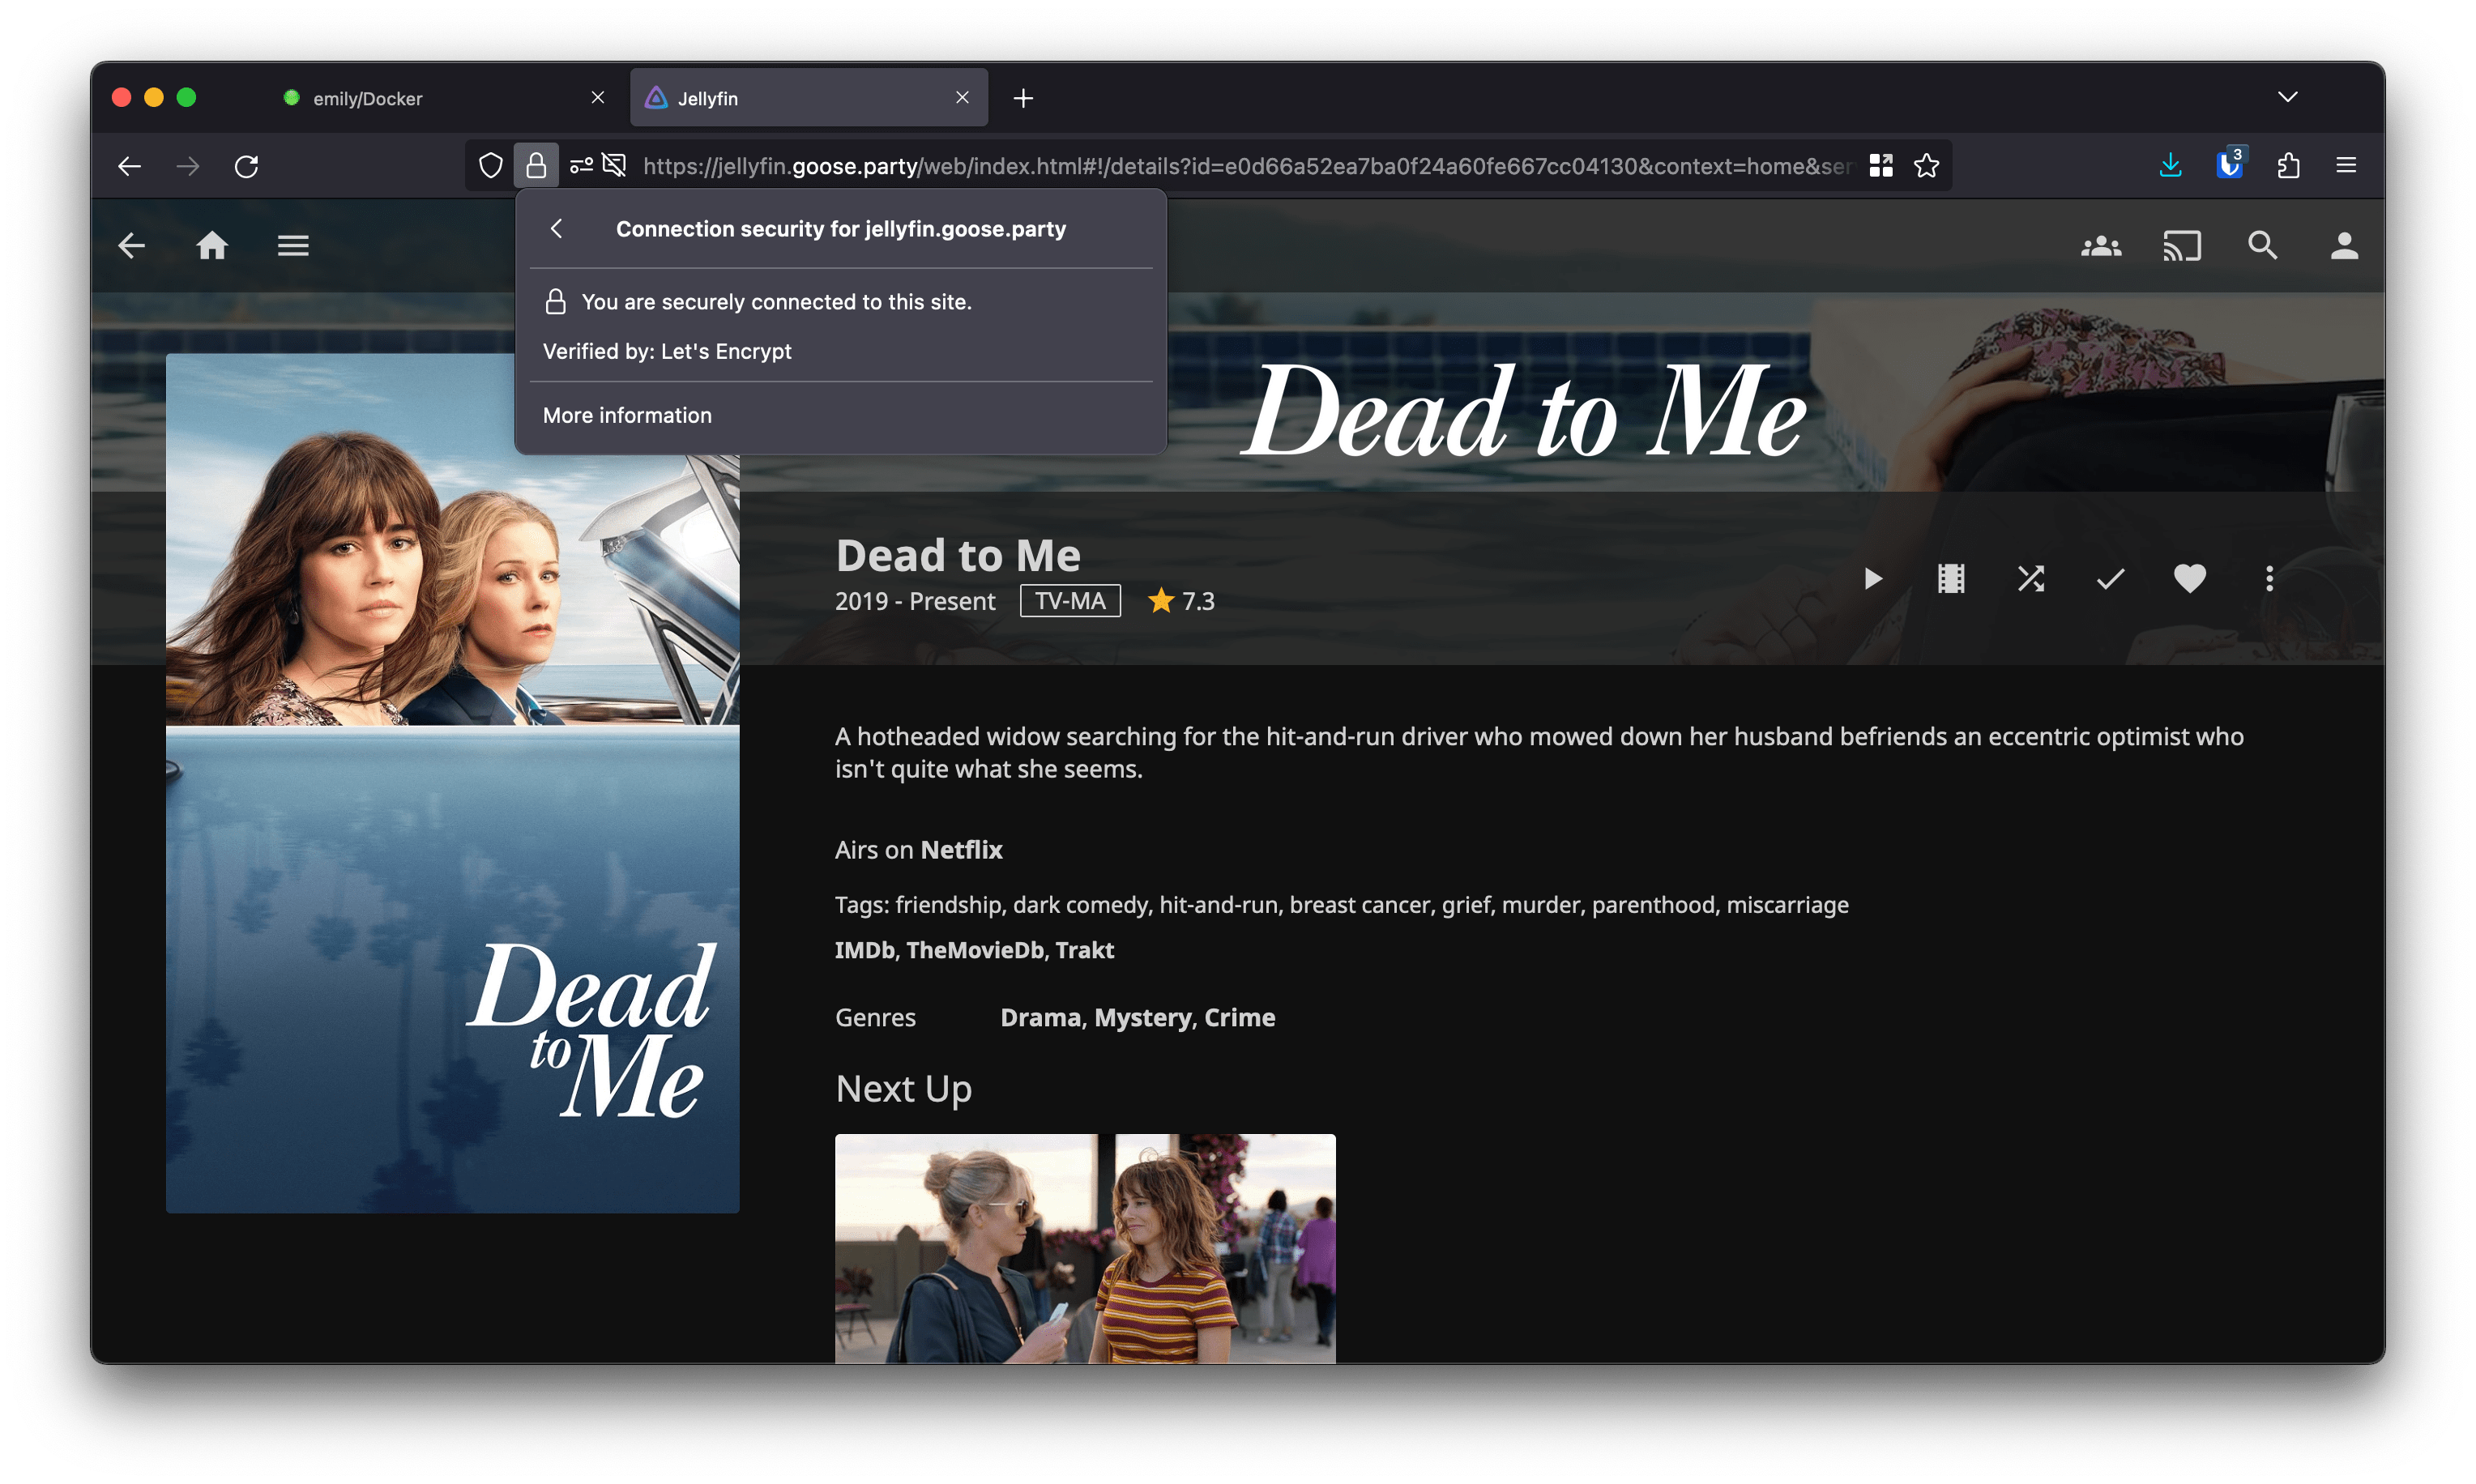 emily/Docker
Jellyfin
https://jellyfin.goose.party/web/index.html#!/details?id=e0d66a52ea7ba0f24a60fe667cc04130&context=home&ser
3
Connection security for jellyfin.goose.party
You are securely connected to this site.
Verified by: Let's Encrypt
More information
Dead to Me
Dead to Me
2019 - Present TV-MA 7.3
A hotheaded widow searching for the hit-and-run driver who mowed down her husband befriends an eccentric optimist who
isn't quite what she seems.
Airs on Netflix
Tags: friendship, dark comedy, hit-and-run, breast cancer, grief, murder, parenthood, miscarriage
IMDb, TheMovieDb, Trakt
Genres Drama, Mystery, Crime
Next Up
Dead
to Me